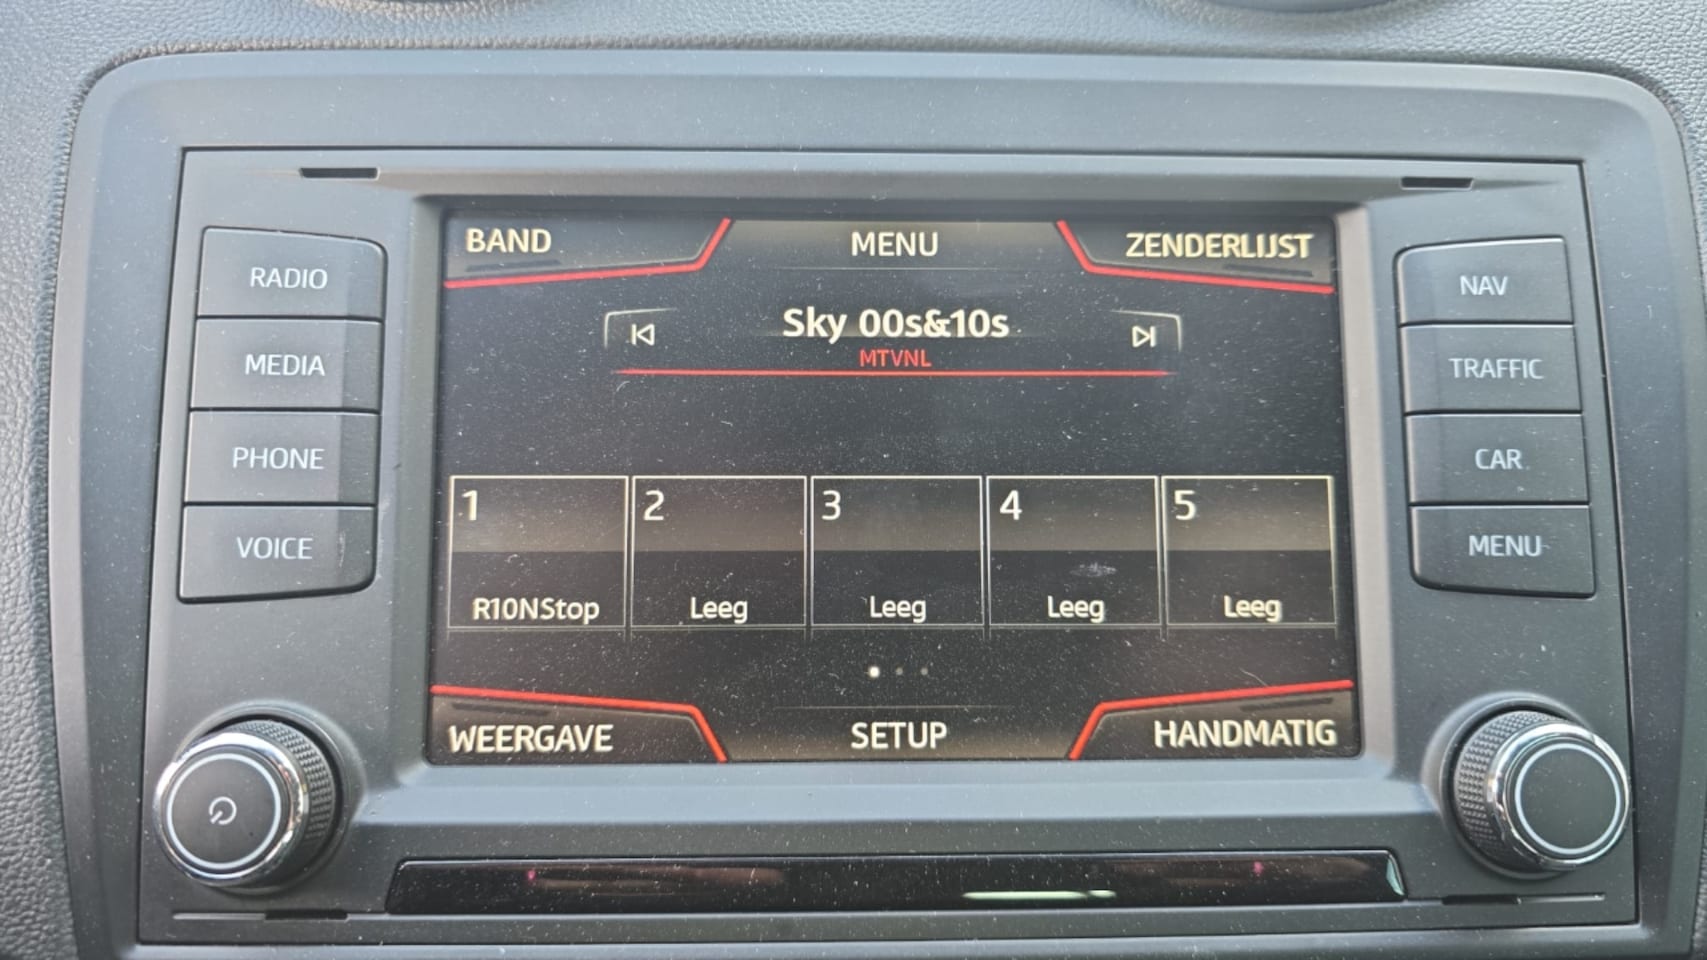 BAND
MENU
ZENDERLIJST
RADIO
MEDIA
PHONE
VOICE
Sky 00s&10s
MTVNL
1
2
3
4
5
R10NStop
Leeg
Leeg
Leeg
Leeg
WEERGAVE
SETUP
HANDMATIG
NAV
TRAFFIC
CAR
MENU